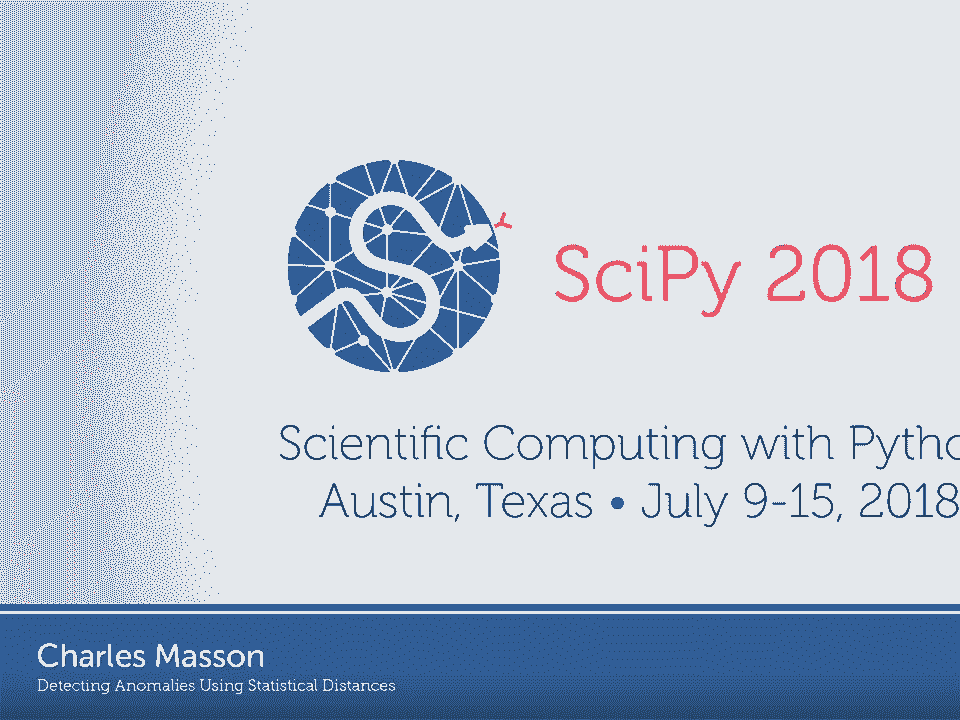 SciPy 2018
Scientific Computing with Pytho
Austin, Texas • July 9-15, 2018
Charles Masson
Detecting Anomalies Using Statistical Distances